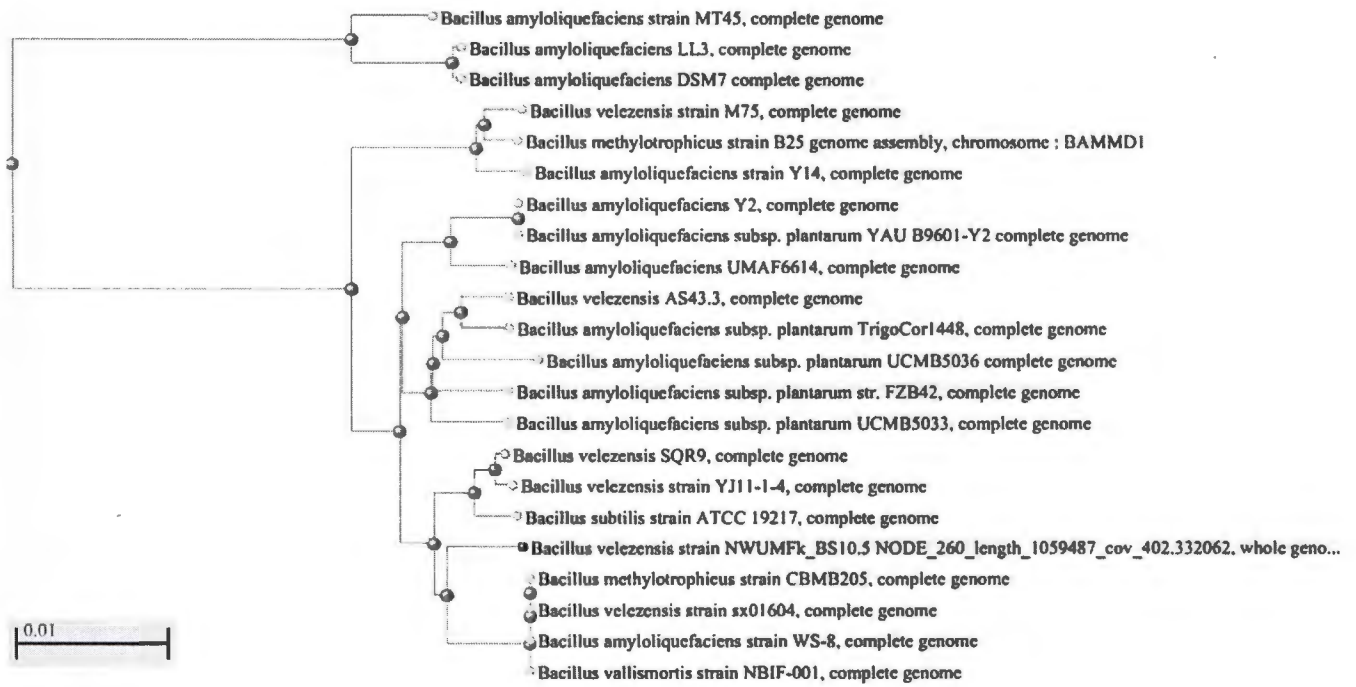 Bacillus amyloliquefaciens strain MT45, complete genome
Bacillus amyloliquefaciens LL3, complete genome
Bacillus amyloliquefaciens DSM7 complete genome
Bacillus velezensis strain M75, complete genome
Bacillus methylotrophicus strain B25 genome assembly, chromosome : BAMMD1
Bacillus amyloliquefaciens strain Y14, complete genome
Bacillus amyloliquefaciens Y2, complete genome
Bacillus amyloliquefaciens subsp. plantarum YAU B9601-Y2 complete genome
Bacillus amyloliquefaciens UMAF6614, complete genome
Bacillus velezensis AS43.3, complete genome
Bacillus amyloliquefaciens subsp. plantarum TrigoCor1448, complete genome
Bacillus amyloliquefaciens subsp. plantarum UCMB5036 complete genome
Bacillus amyloliquefaciens subsp. plantarum str. FZB42, complete genome
Bacillus amyloliquefaciens subsp. plantarum UCMB5033, complete genome
Bacillus velezensis SQR9, complete genome
Bacillus velezensis strain YJ11-1-4, complete genome
Bacillus subtilis strain ATCC 19217, complete genome
Bacillus velezensis strain NWUMFk_BS10.5 NODE_260_length_1059487_cov_402.332062, whole geno...
Bacillus methylotrophicus strain CBMB205, complete genome
Bacillus velezensis strain sx01604, complete genome
Bacillus amyloliquefaciens strain WS-8, complete genome
Bacillus vallismortis strain NBIF-001, complete genome
0.01